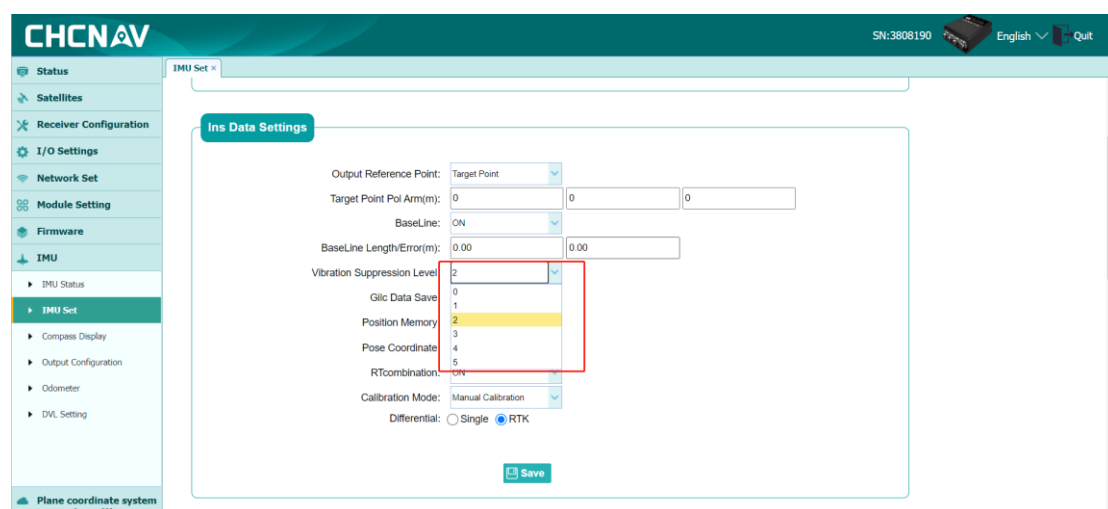 CHCNAV
SN:3808190
English
Quit
Status
Satellites
Receiver Configuration
I/O Settings
Network Set
Module Setting
Firmware
IMU
IMU Status
IMU Set
Compass Display
Output Configuration
Odometer
DVL Setting
Plane coordinate system
IMU Set ×
Ins Data Settings
Output Reference Point: Target Point
Target Point Pol Arm(m): 0 0 0
BaseLine: ON
BaseLine Length/Error(m): 0.00 0.00
Vibration Suppression Level 2
0
1
2
3
4
5
Gilc Data Save
Position Memory
Pose Coordinate
RTcombination: ON
Calibration Mode: Manual Calibration
Differential: Single RTK
Save